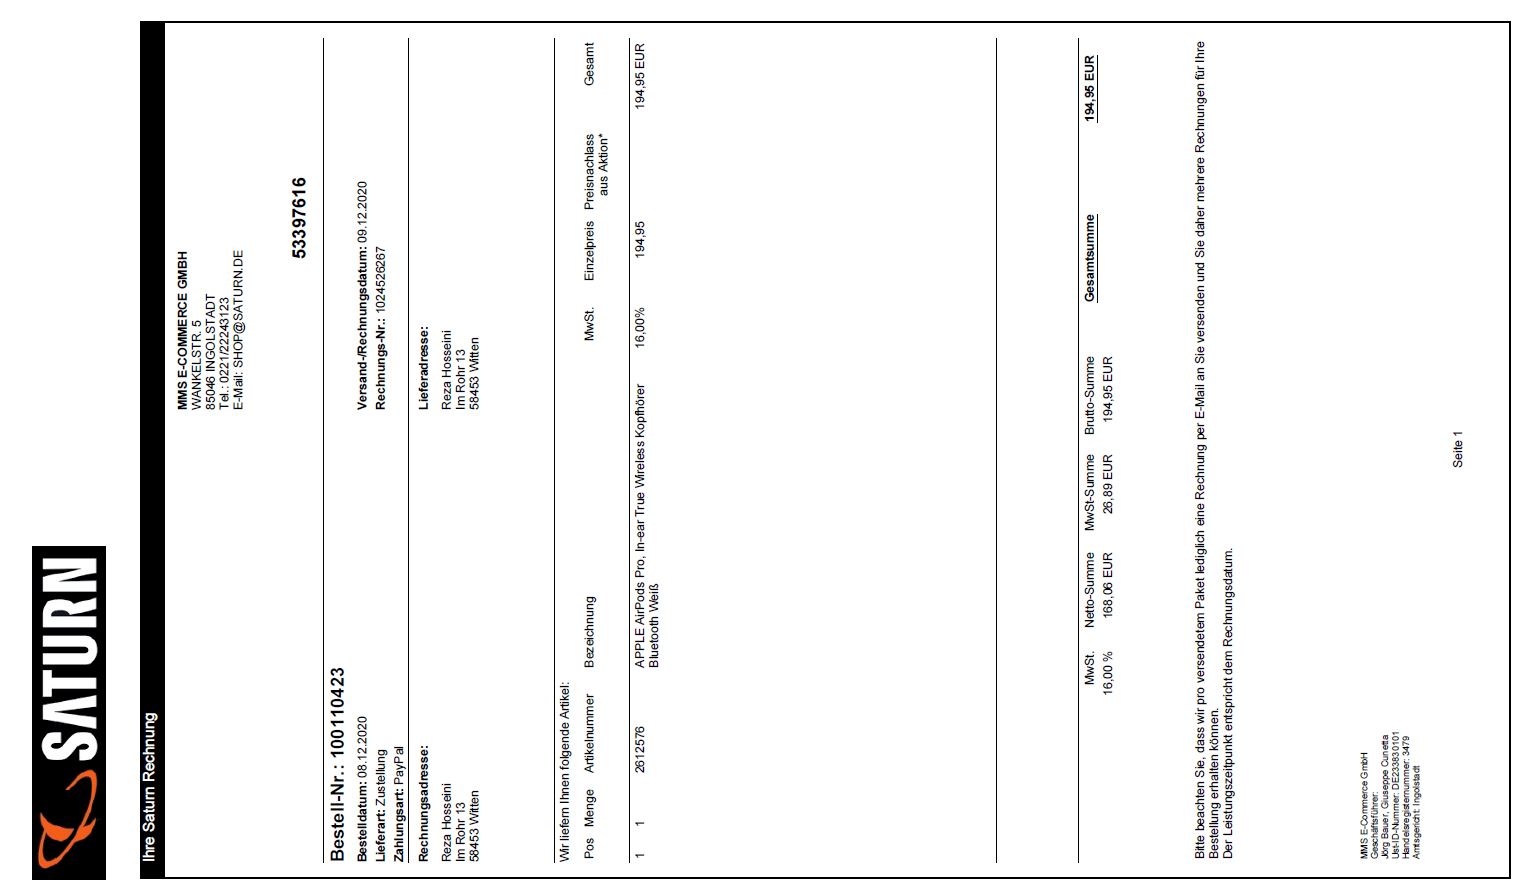 SATURN
Ihre Saturn Rechnung
MMS E-COMMERCE GMBH
WANKELSTR. 5
85046 INGOLSTADT
Tel.: 0221/22243123
E-Mail: SHOP@SATURN.DE
53397616
Bestell-Nr.: 100110423
Bestelldatum: 08.12.2020 Versand-/Rechnungsdatum: 09.12.2020
Lieferart: Zustellung Rechnungs-Nr.: 1024526267
Zahlungsart: PayPal
Rechnungsadresse: Lieferadresse:
Reza Hosseini Reza Hosseini
Im Rohr 13 Im Rohr 13
58453 Witten 58453 Witten
Wir liefern Ihnen folgende Artikel:
Pos Menge Artikelnummer Bezeichnung MwSt. Einzelpreis Preisnachlass Gesamt
aus Aktion*
1 1 2612576 APPLE AirPods Pro, In-ear True Wireless Kopfhörer 16,00% 194,95 194,95 EUR
Bluetooth Weiß
MwSt. Netto-Summe MwSt-Summe Brutto-Summe Gesamtsumme 194,95 EUR
16,00 % 168,06 EUR 26,89 EUR 194,95 EUR
Bitte beachten Sie, dass wir pro versendetem Paket lediglich eine Rechnung per E-Mail an Sie versenden und Sie daher mehrere Rechnungen für Ihre
Bestellung erhalten können.
Der Leistungszeitpunkt entspricht dem Rechnungsdatum.
MMS E-Commerce GmbH
Geschäftsführer:
Jörg Bauer, Giuseppe Cunetta
Ust-ID-Nummer: DE233830101
Handelsregisternummer: 3479
Amtsgericht: Ingolstadt
Seite 1